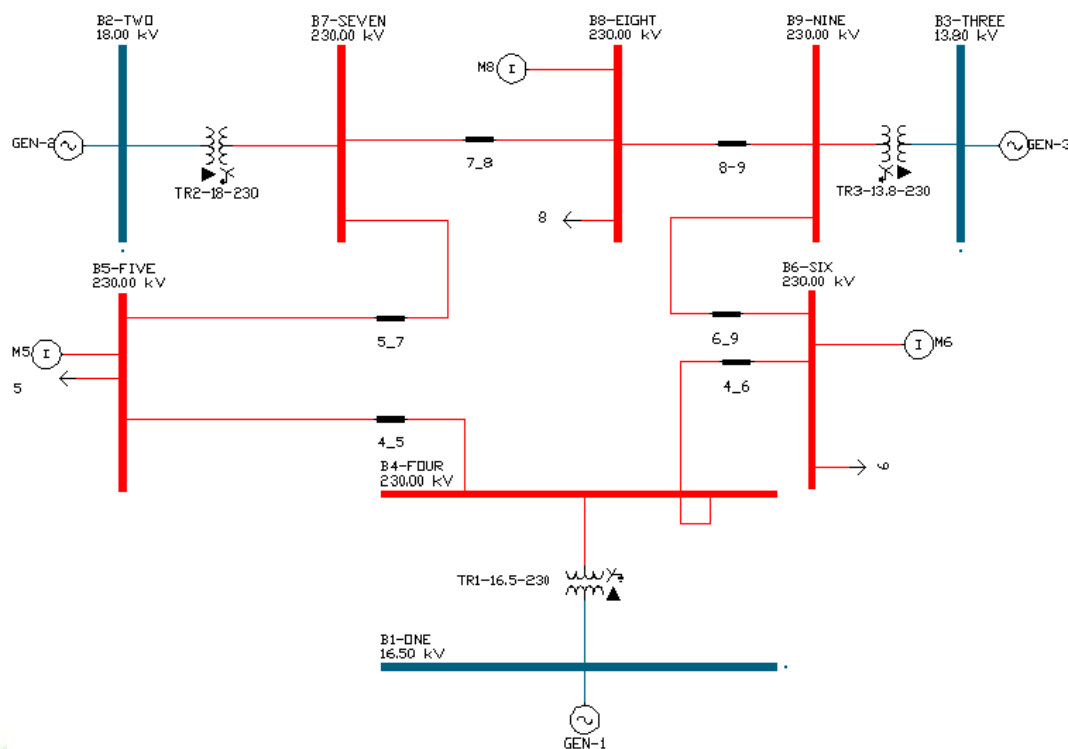 B2-TWO
18.00 kV
B7-SEVEN
230.00 kV
B8-EIGHT
230.00 kV
B9-NINE
230.00 kV
B3-THREE
13.80 kV
M8
I
GEN-2
7_8
8-9
GEN-3
TR2-18-230
TR3-13.8-230
8
B5-FIVE
230.00 kV
B6-SIX
230.00 kV
M5
I
5
5_7
6_9
I
M6
4_6
4_5
B4-FOUR
230.00 kV
6
TR1-16.5-230
B1-ONE
16.50 kV
GEN-1